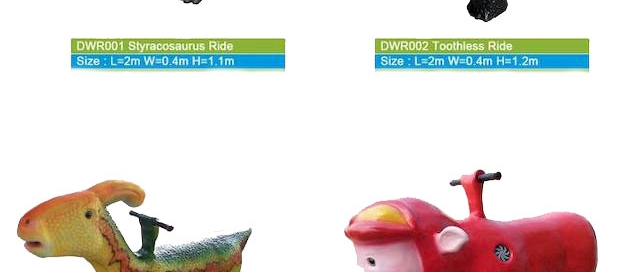 DWR001 Styracosaurus Ride
Size : L=2m W=0.4m H=1.1m
DWR002 Toothless Ride
Size : L=2m W=0.4m H=1.2m